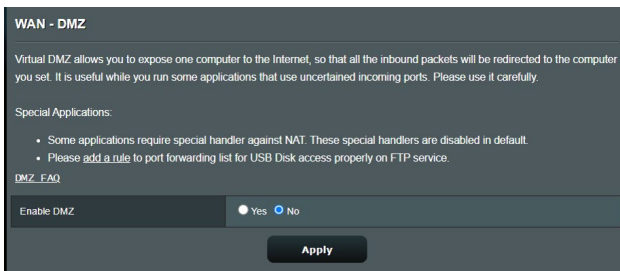 WAN - DMZ
Virtual DMZ allows you to expose one computer to the Internet, so that all the inbound packets will be redirected to the computer
you set. It is useful while you run some applications that use uncertained incoming ports. Please use it carefully.
Special Applications:
• Some applications require special handler against NAT. These special handlers are disabled in default.
• Please add a rule to port forwarding list for USB Disk access properly on FTP service.
DMZ FAQ
Enable DMZ Yes No
Apply